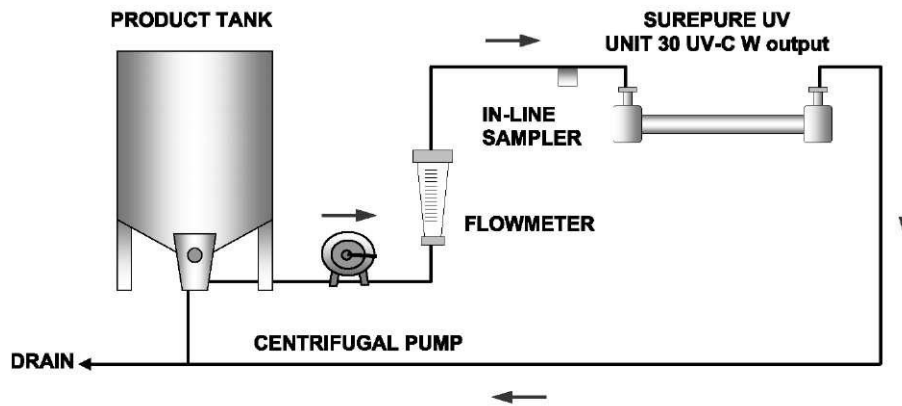 PRODUCT TANK
SUREPURE UV
UNIT 30 UV-C W output
IN-LINE
SAMPLER
FLOWMETER
CENTRIFUGAL PUMP
DRAIN